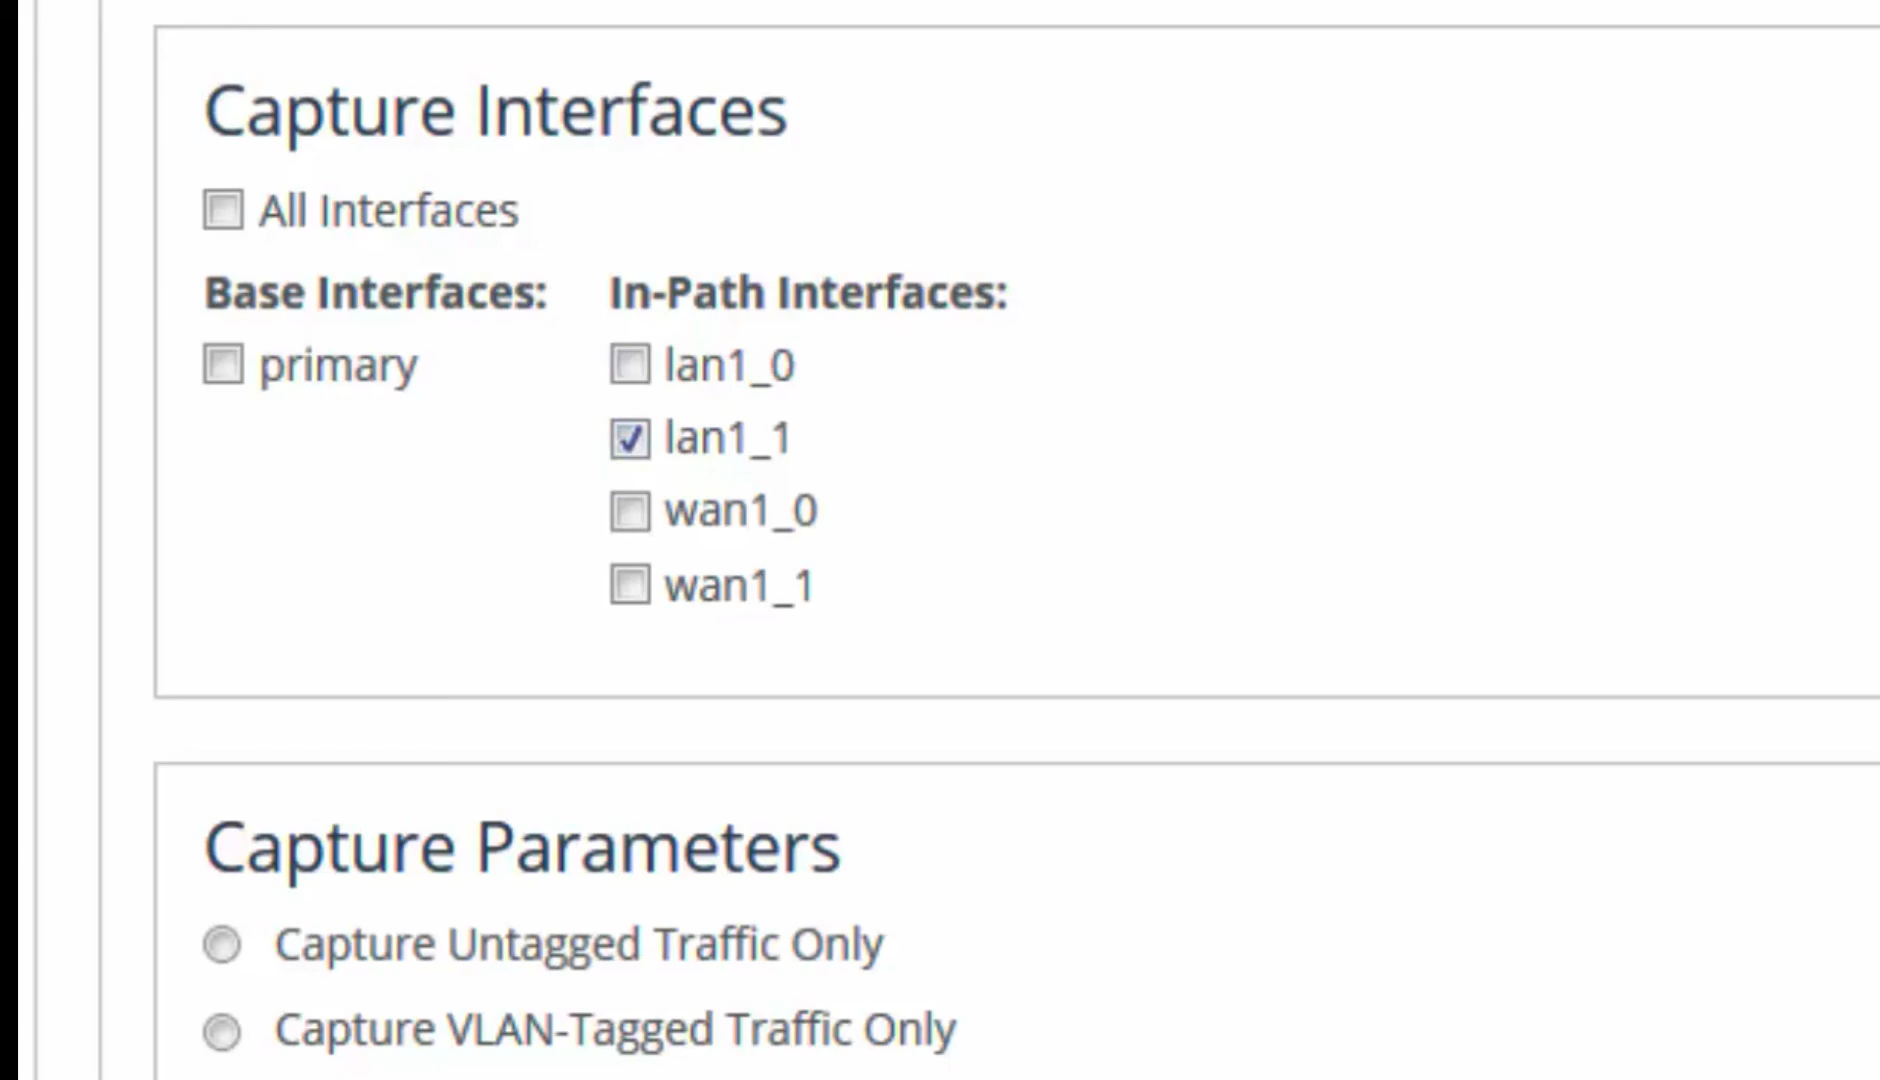 Capture Interfaces
All Interfaces
Base Interfaces: In-Path Interfaces:
primary lan1_0
lan1_1
wan1_0
wan1_1
Capture Parameters
Capture Untagged Traffic Only
Capture VLAN-Tagged Traffic Only